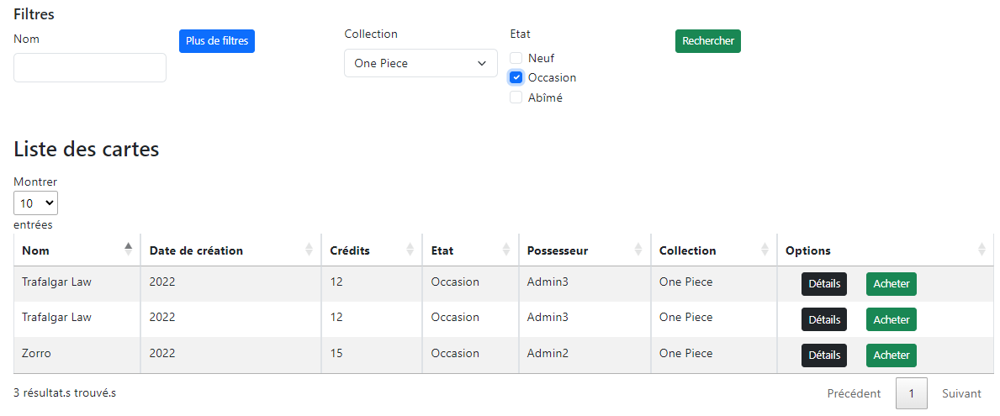 Filtres
Nom
Plus de filtres
Collection
One Piece
Etat
Neuf
Occasion
Abîmé
Rechercher
Liste des cartes
Montrer
10
entrées
Nom Date de création Crédits Etat Possesseur Collection Options
Trafalgar Law 2022 12 Occasion Admin3 One Piece Détails Acheter
Trafalgar Law 2022 12 Occasion Admin3 One Piece Détails Acheter
Zorro 2022 15 Occasion Admin2 One Piece Détails Acheter
3 résultat.s trouvé.s Précédent 1 Suivant